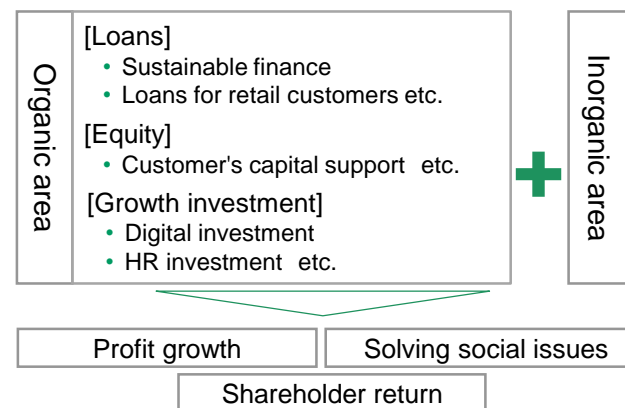 Organic area
[Loans]
• Sustainable finance
• Loans for retail customers etc.
[Equity]
• Customer's capital support etc.
[Growth investment]
• Digital investment
• HR investment etc.
Inorganic area
Profit growth
Solving social issues
Shareholder return